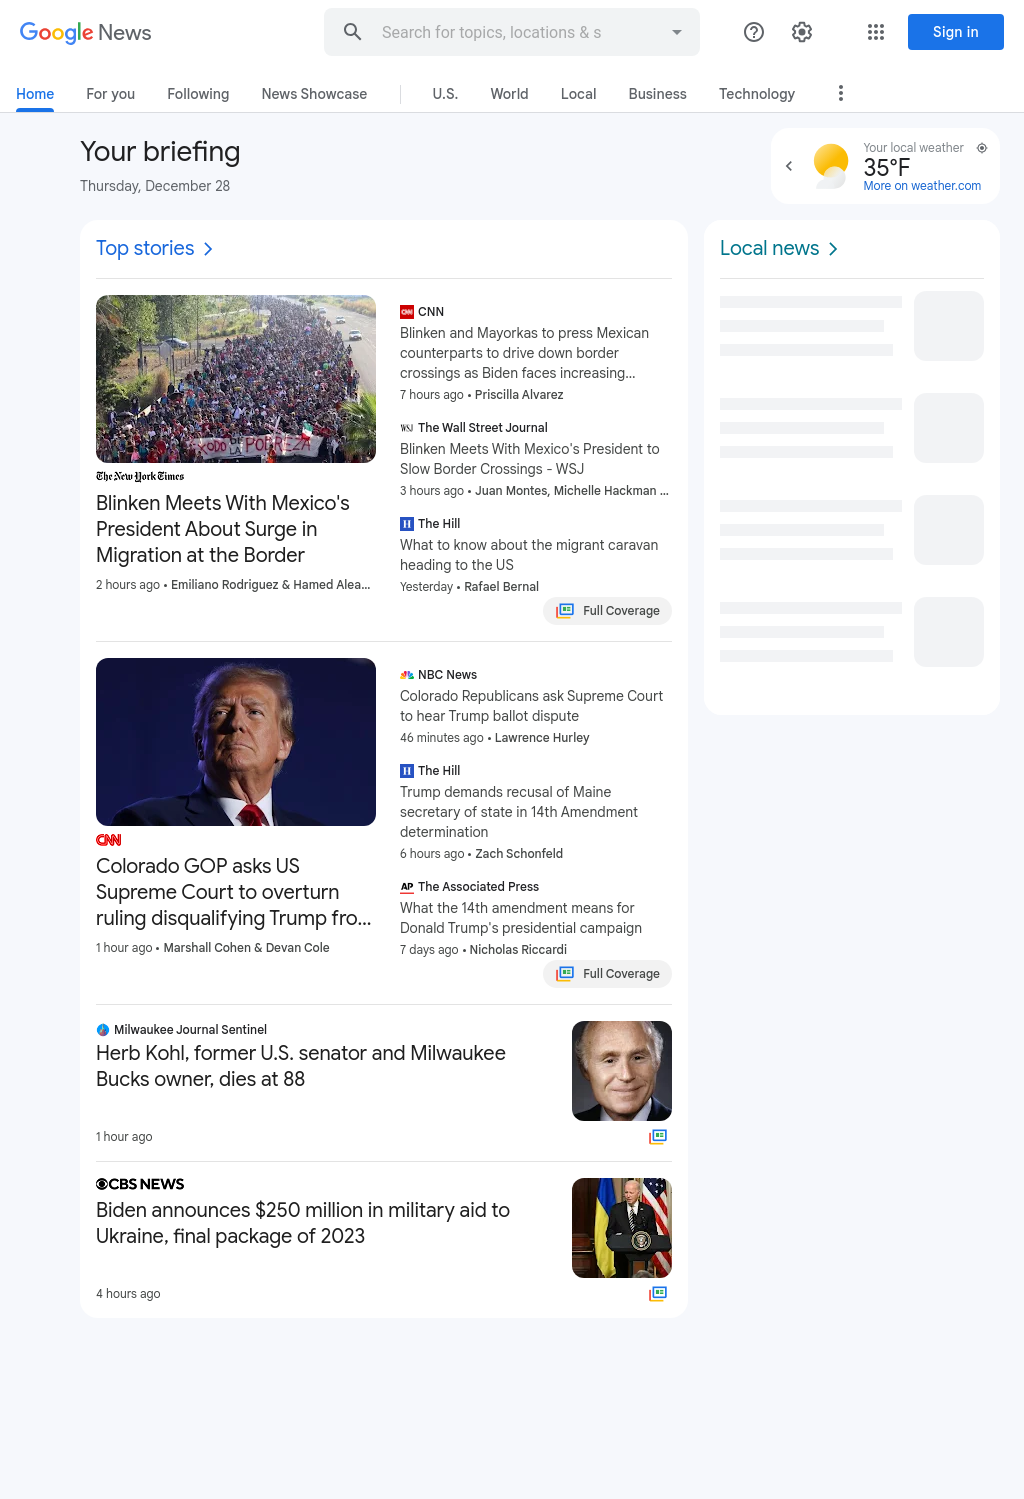 Google News
Search for topics, locations & s
Sign in
Home
For you
Following
News Showcase
U.S.
World
Local
Business
Technology
Your briefing
Thursday, December 28
Your local weather
35°F
More on weather.com
Top stories
TODO
LA
POBREZA
The New York Times
Blinken Meets With Mexico's
President About Surge in
Migration at the Border
2 hours ago • Emiliano Rodriguez & Hamed Alea...
CNN
CNN
Blinken and Mayorkas to press Mexican
counterparts to drive down border
crossings as Biden faces increasing...
7 hours ago • Priscilla Alvarez
WSJ
The Wall Street Journal
Blinken Meets With Mexico's President to
Slow Border Crossings - WSJ
3 hours ago • Juan Montes, Michelle Hackman ...
H
The Hill
What to know about the migrant caravan
heading to the US
Yesterday • Rafael Bernal
Full Coverage
CNN
Colorado GOP asks US
Supreme Court to overturn
ruling disqualifying Trump fro...
1 hour ago • Marshall Cohen & Devan Cole
NBC News
Colorado Republicans ask Supreme Court
to hear Trump ballot dispute
46 minutes ago • Lawrence Hurley
H
The Hill
Trump demands recusal of Maine
secretary of state in 14th Amendment
determination
6 hours ago • Zach Schonfeld
AP
The Associated Press
What the 14th amendment means for
Donald Trump's presidential campaign
7 days ago • Nicholas Riccardi
Full Coverage
Milwaukee Journal Sentinel
Herb Kohl, former U.S. senator and Milwaukee
Bucks owner, dies at 88
1 hour ago
CBS NEWS
Biden announces $250 million in military aid to
Ukraine, final package of 2023
4 hours ago
Local news